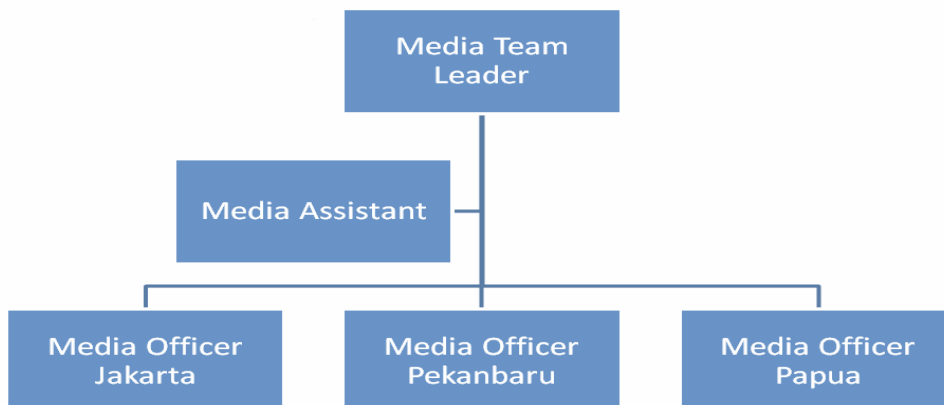 Media Team
Leader
Media Assistant
Media Officer
Jakarta
Media Officer
Pekanbaru
Media Officer
Papua